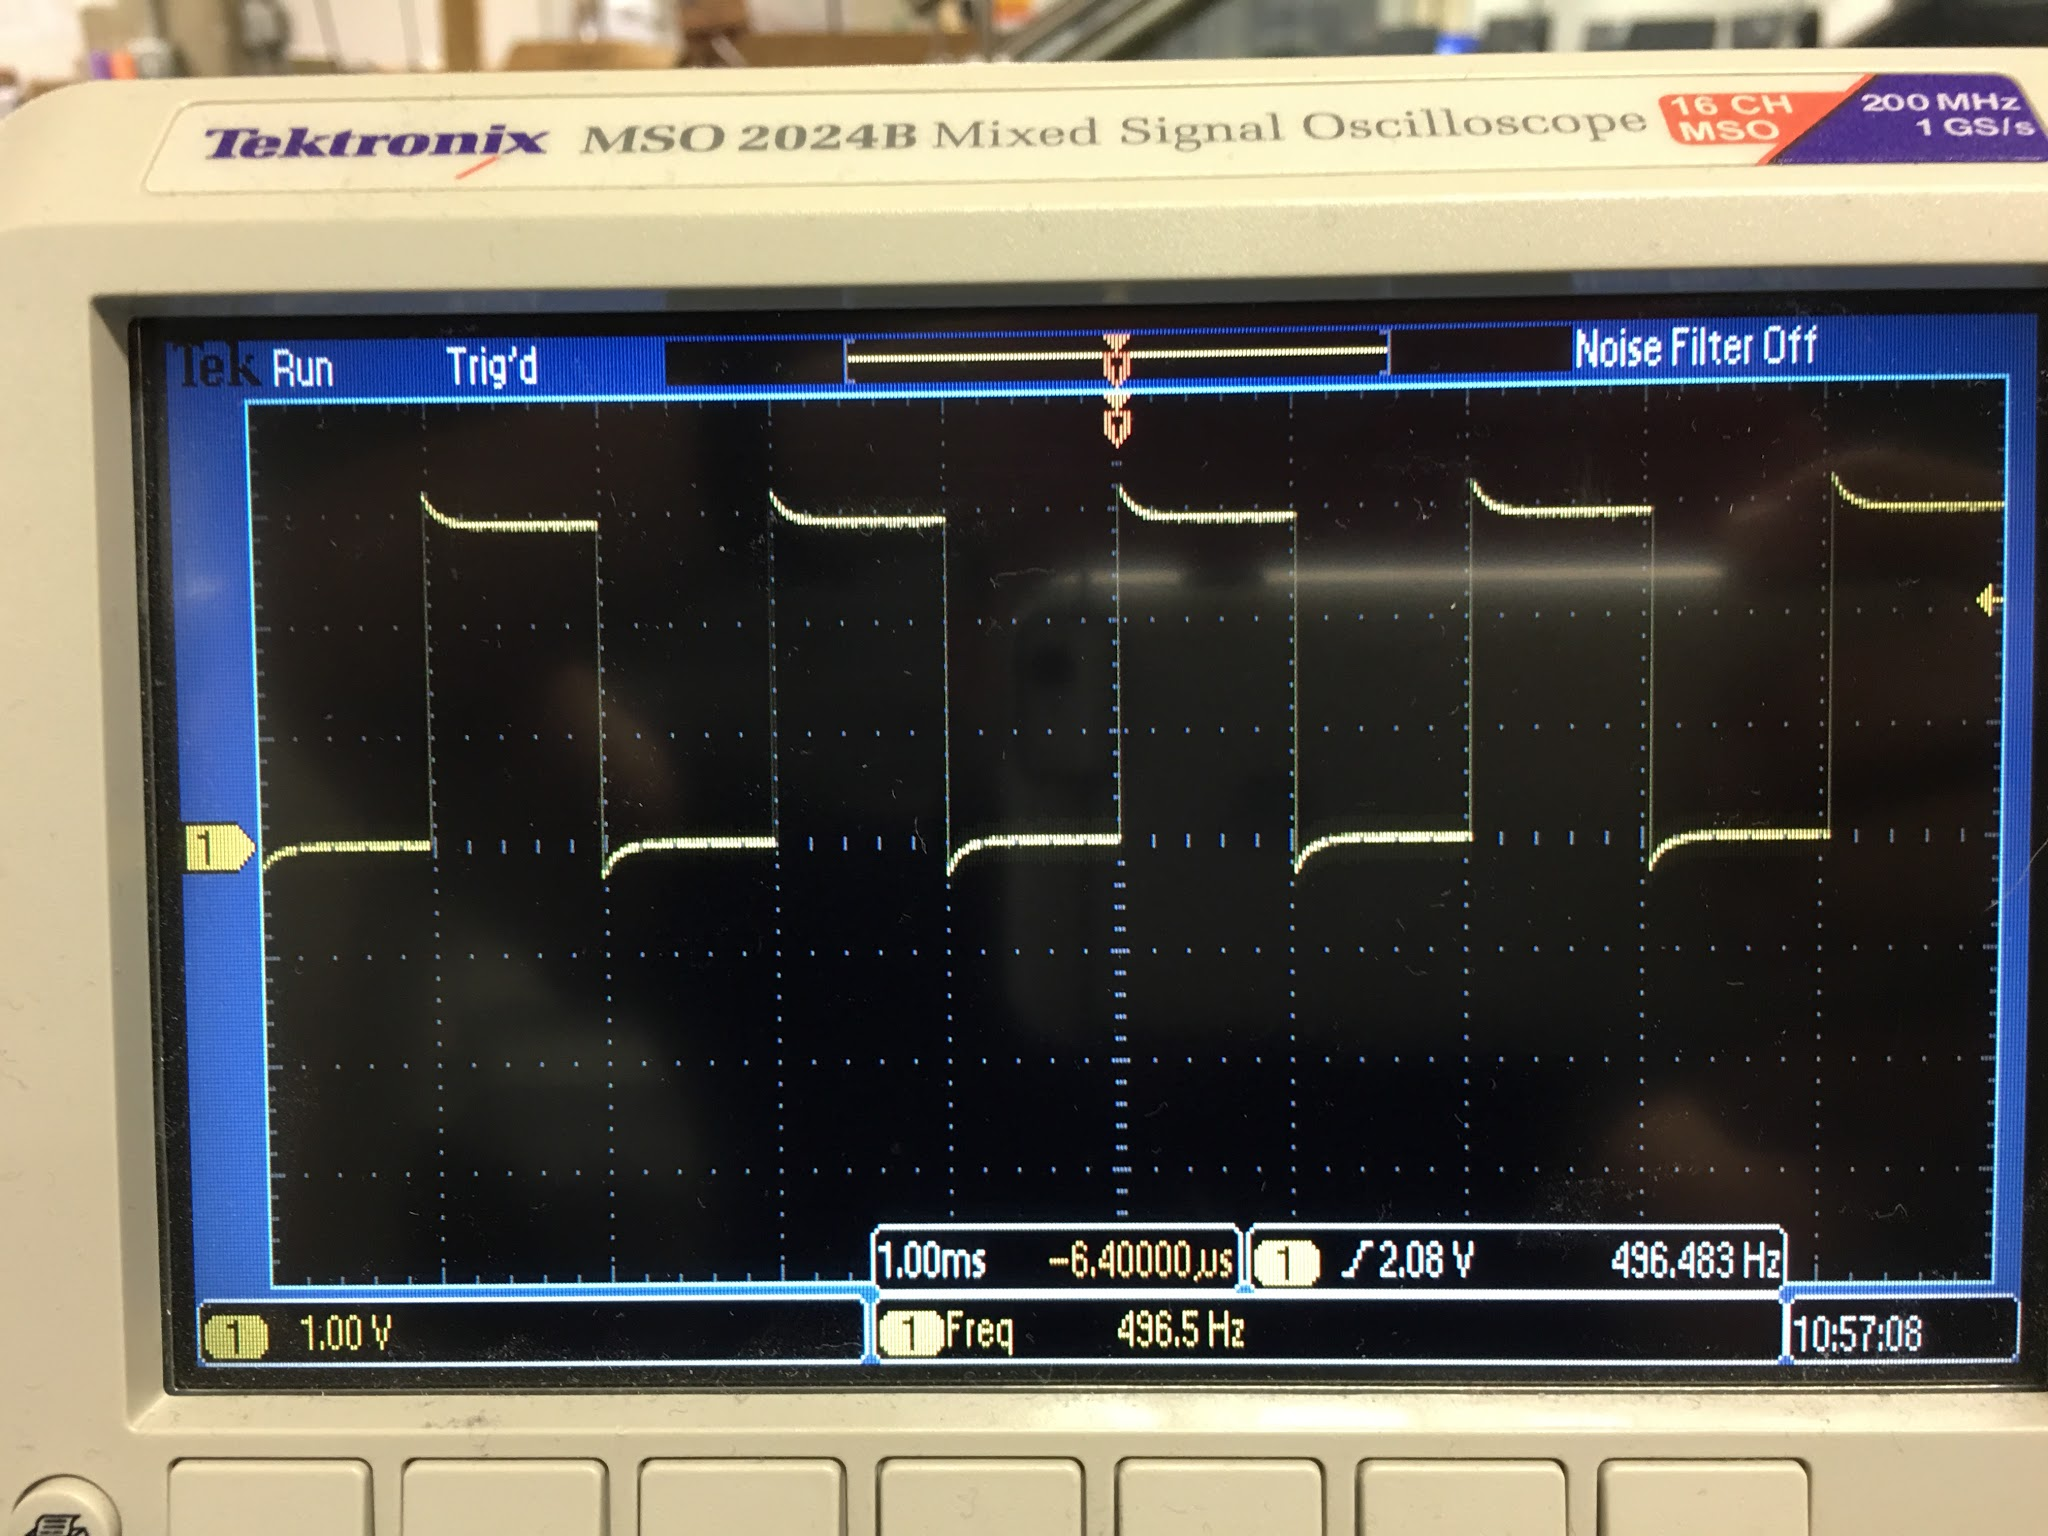 Tektronix MSO 2024B Mixed Signal Oscilloscope
16 CH
MSO
200 MHz
1 GS/s
Tek Run Trig'd Noise Filter Off
T
T
1
1.00ms -6.40000µs 1 2.08 V 496.483 Hz
1 1.00 V 1 Freq 496.5 Hz 10:57:08